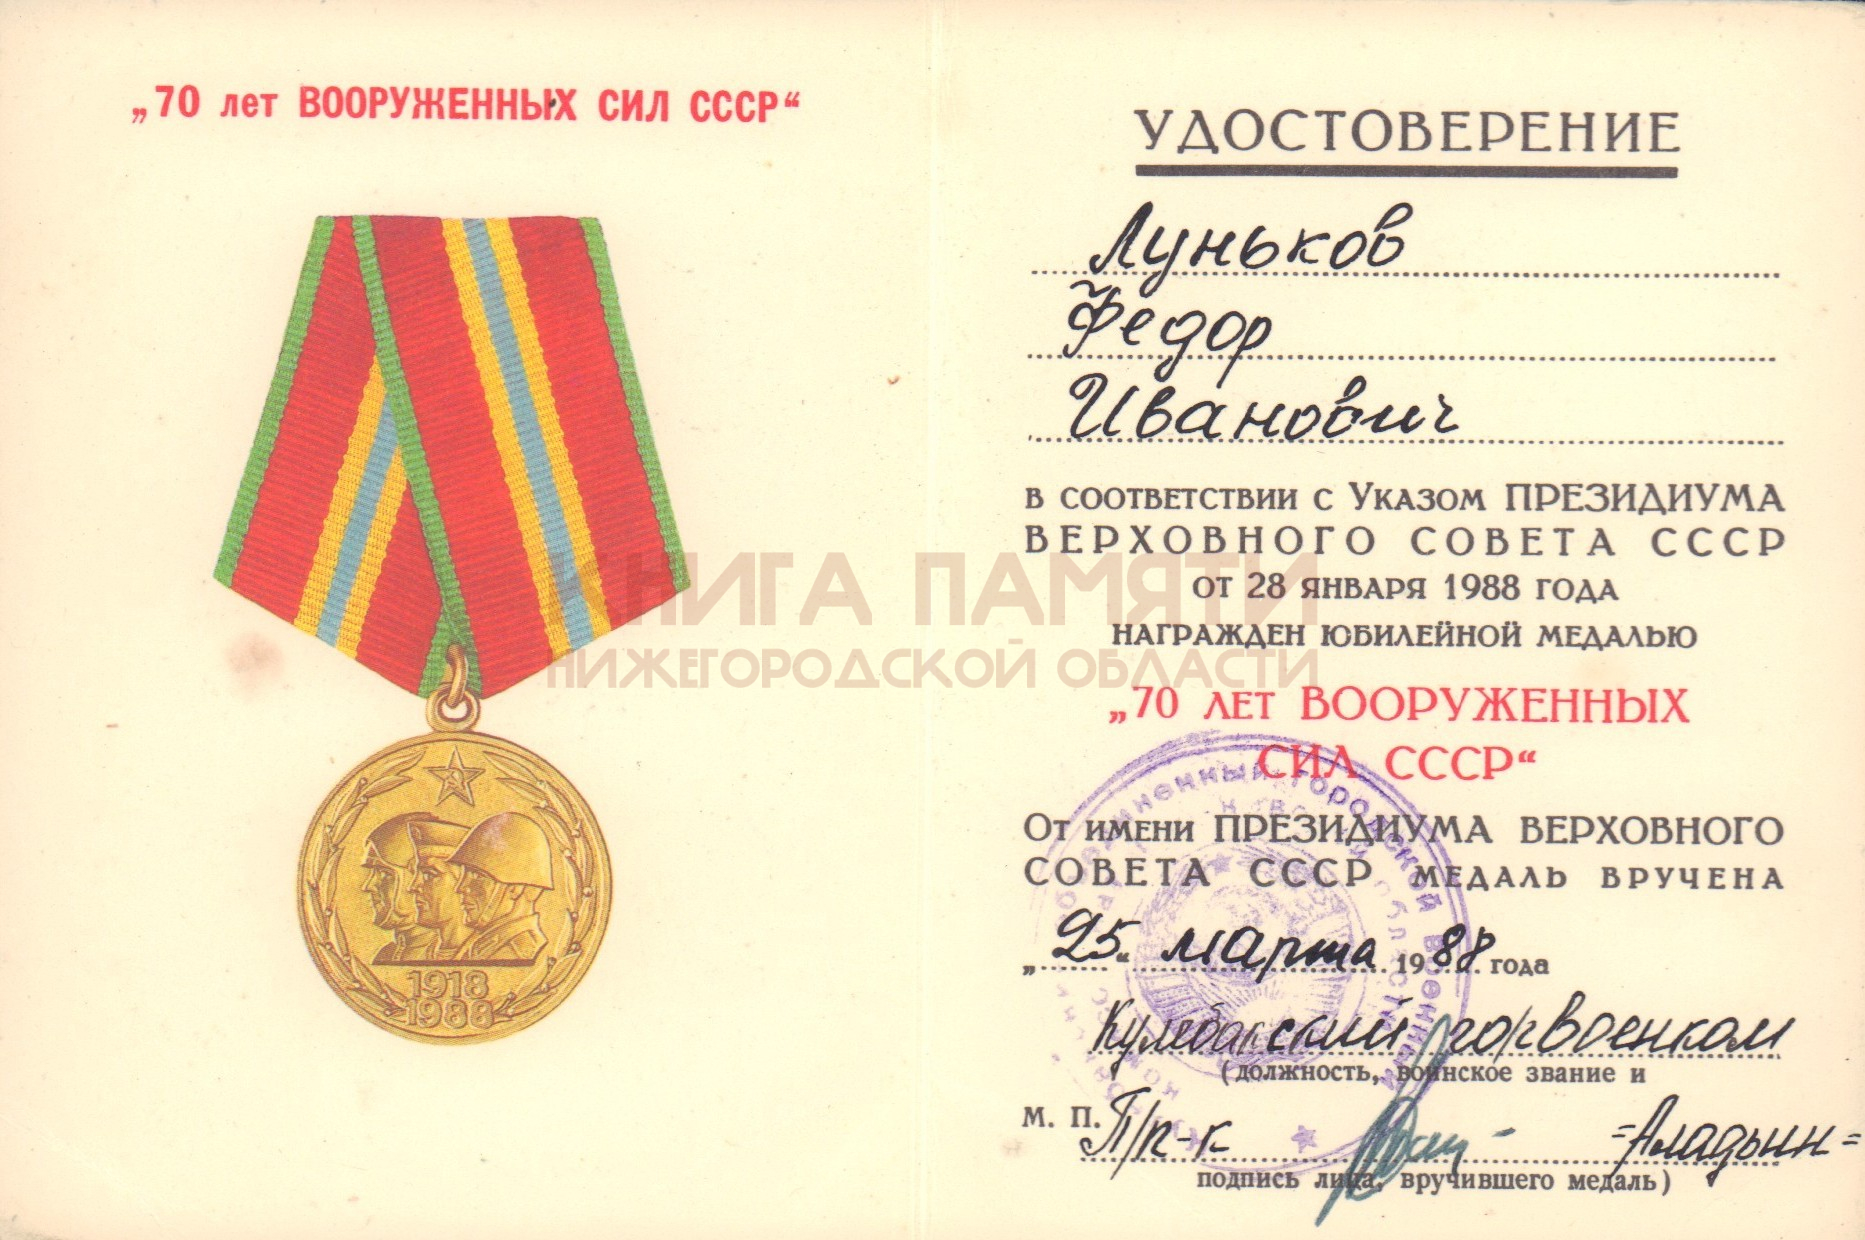 „70 лет ВООРУЖЕННЫХ СИЛ СССР“
1918
1988
УДОСТОВЕРЕНИЕ
Луньков
Федор
Иванович
в соответствии с Указом ПРЕЗИДИУМА
ВЕРХОВНОГО СОВЕТА СССР
от 28 января 1988 года
награжден юбилейной медалью
„70 лет ВООРУЖЕННЫХ
СИЛ СССР“
От имени ПРЕЗИДИУМА ВЕРХОВНОГО
СОВЕТА СССР медаль вручена
„25“ марта 1988 года
Кулебакский горвоенком
(должность, воинское звание и
М. П. П/п-к =Аладьин=
подпись лица, вручившего медаль)
КНИГА ПАМЯТИ
НИЖЕГОРОДСКОЙ ОБЛАСТИ